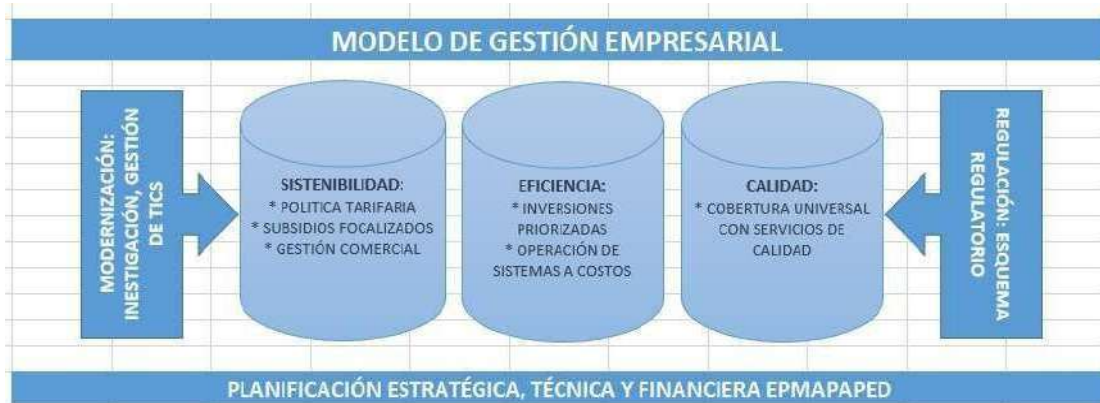 MODELO DE GESTIÓN EMPRESARIAL
MODERNIZACIÓN:
INESTIGACIÓN, GESTIÓN
DE TICS
SISTENIBILIDAD:
* POLITICA TARIFARIA
* SUBSIDIOS FOCALIZADOS
* GESTIÓN COMERCIAL
EFICIENCIA:
* INVERSIONES
PRIORIZADAS
* OPERACIÓN DE
SISTEMAS A COSTOS
CALIDAD:
* COBERTURA UNIVERSAL
CON SERVICIOS DE
CALIDAD
REGULACIÓN: ESQUEMA
REGULATORIO
PLANIFICACIÓN ESTRATÉGICA, TÉCNICA Y FINANCIERA EPMAPAPED